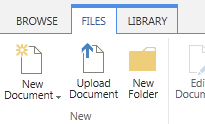 BROWSE FILES LIBRARY
New Upload New
Document Document Folder
New